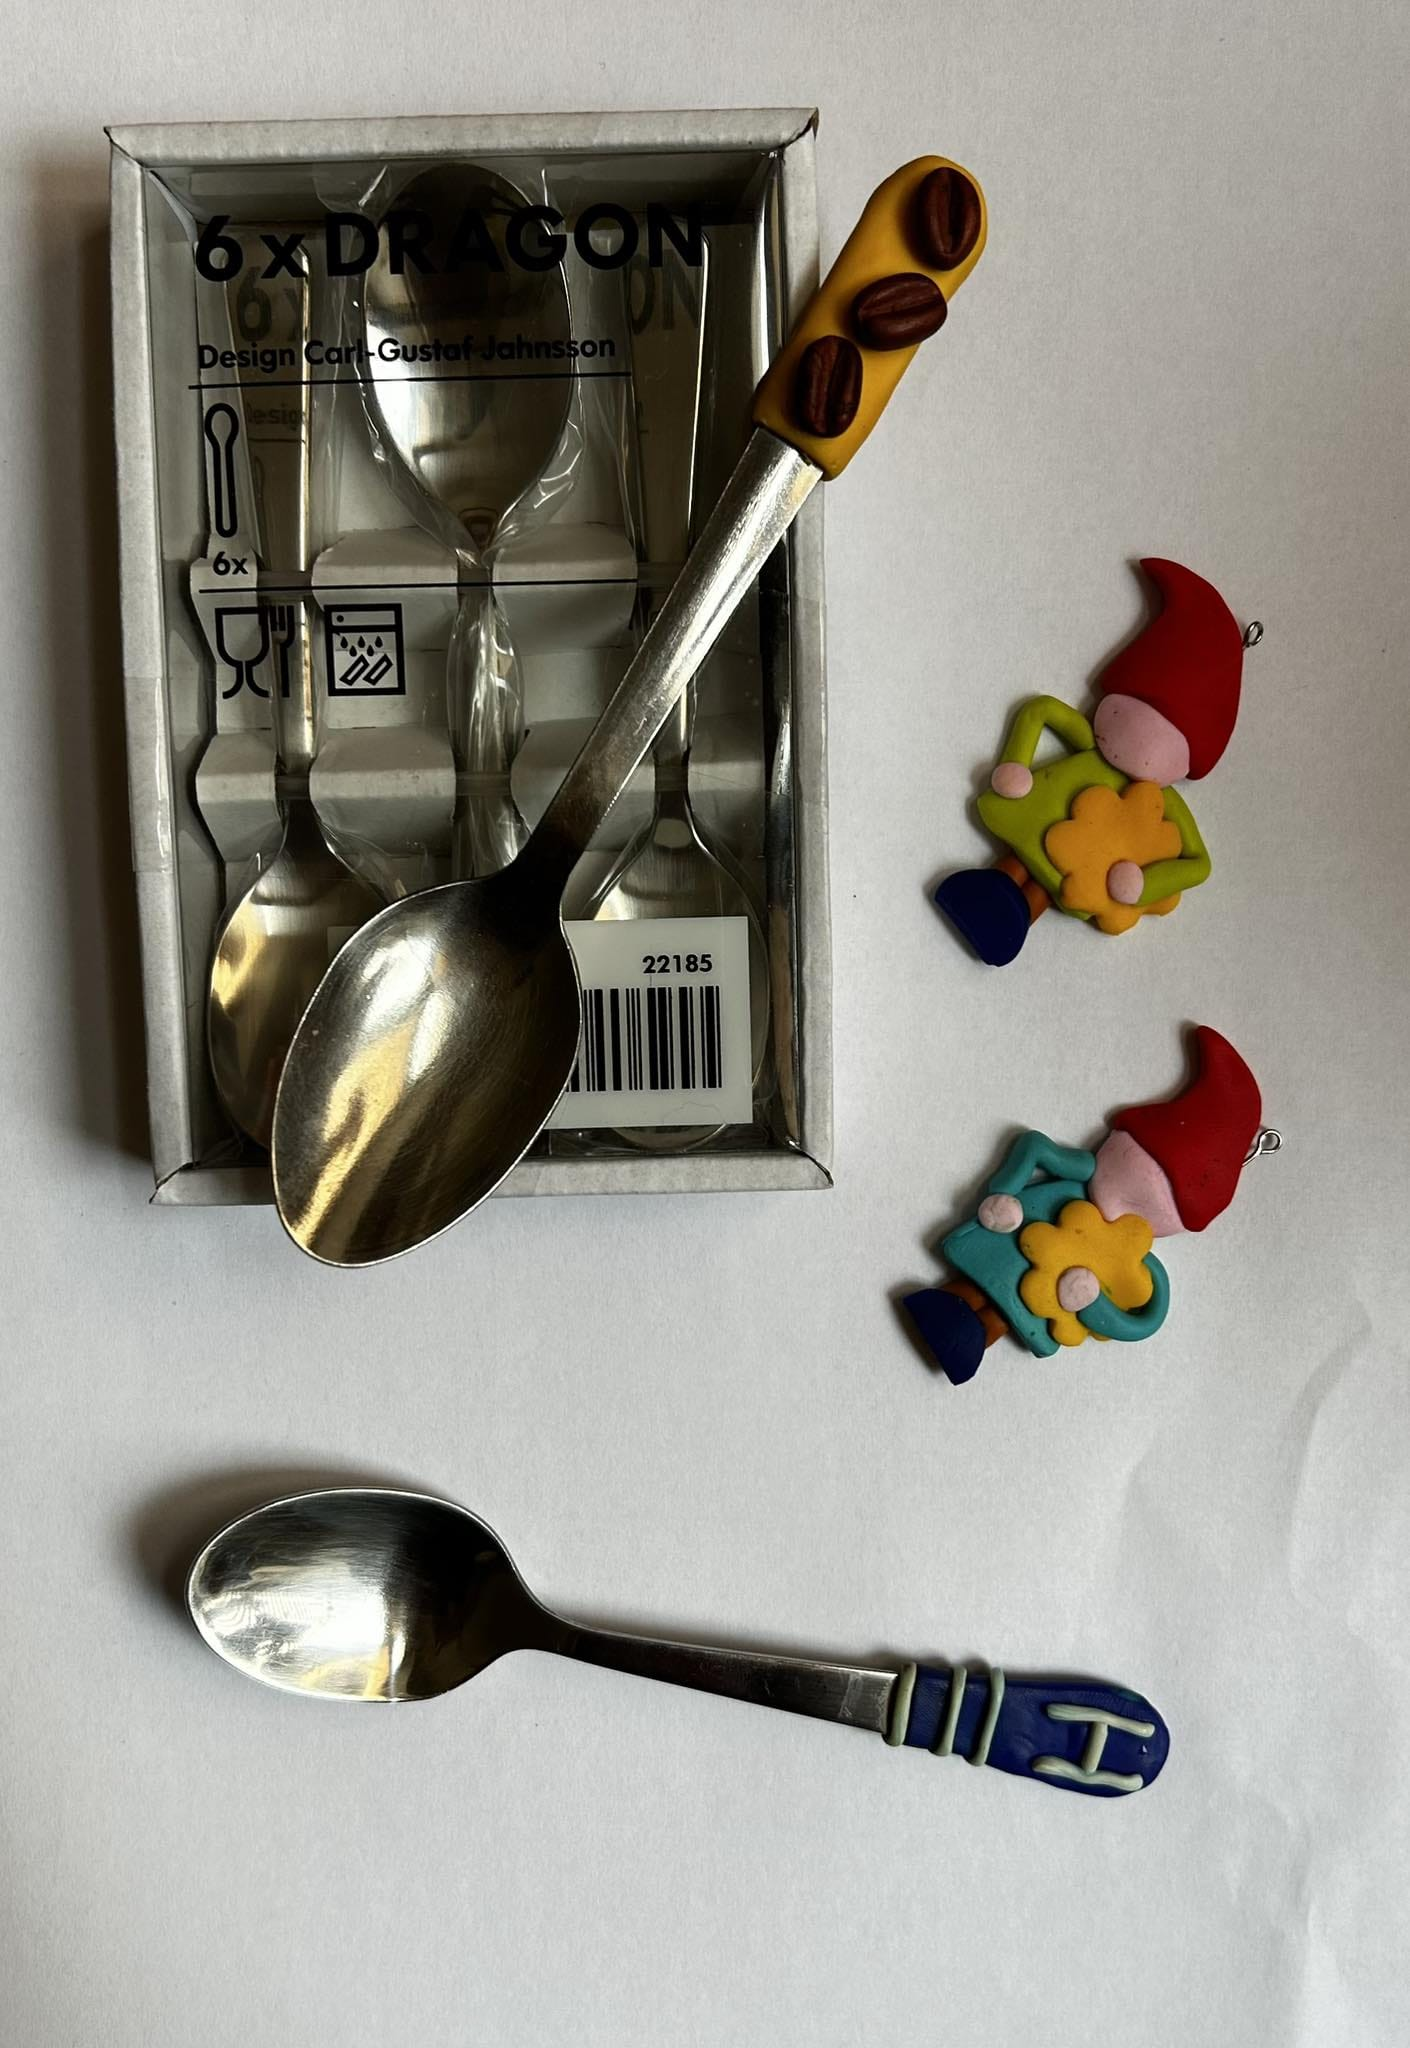 6 x DRAGON
Design Carl-Gustaf Jahnsson
6x
22185
H